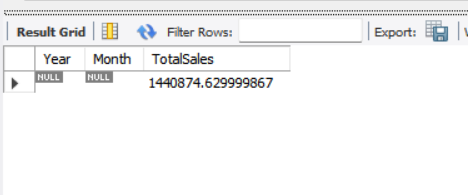 Result Grid Filter Rows: Export:
Year Month TotalSales
NULL NULL 1440874.629999867